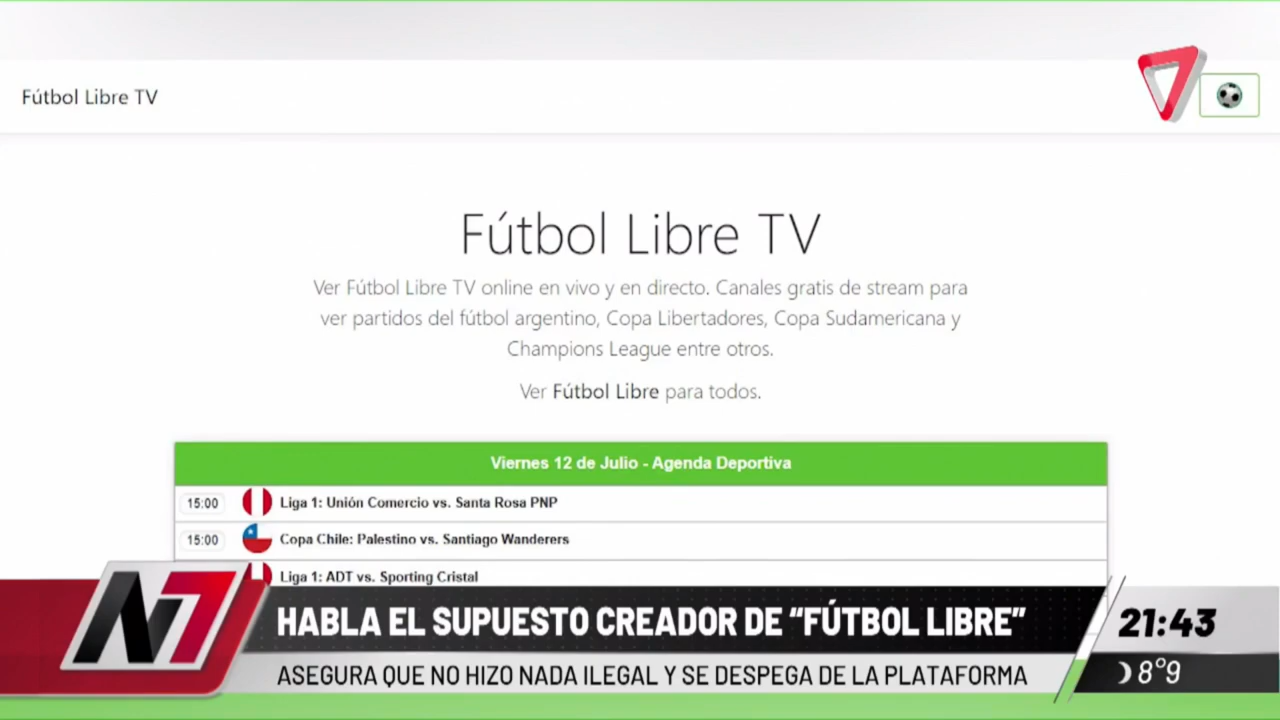 Fútbol Libre TV
Fútbol Libre TV
Ver Fútbol Libre TV online en vivo y en directo. Canales gratis de stream para
ver partidos del fútbol argentino, Copa Libertadores, Copa Sudamericana y
Champions League entre otros.
Ver Fútbol Libre para todos.
Viernes 12 de Julio - Agenda Deportiva
15:00 Liga 1: Unión Comercio vs. Santa Rosa PNP
15:00 Copa Chile: Palestino vs. Santiago Wanderers
Liga 1: ADT vs. Sporting Cristal
N7
HABLA EL SUPUESTO CREADOR DE “FÚTBOL LIBRE”
ASEGURA QUE NO HIZO NADA ILEGAL Y SE DESPEGA DE LA PLATAFORMA
21:43
8°9